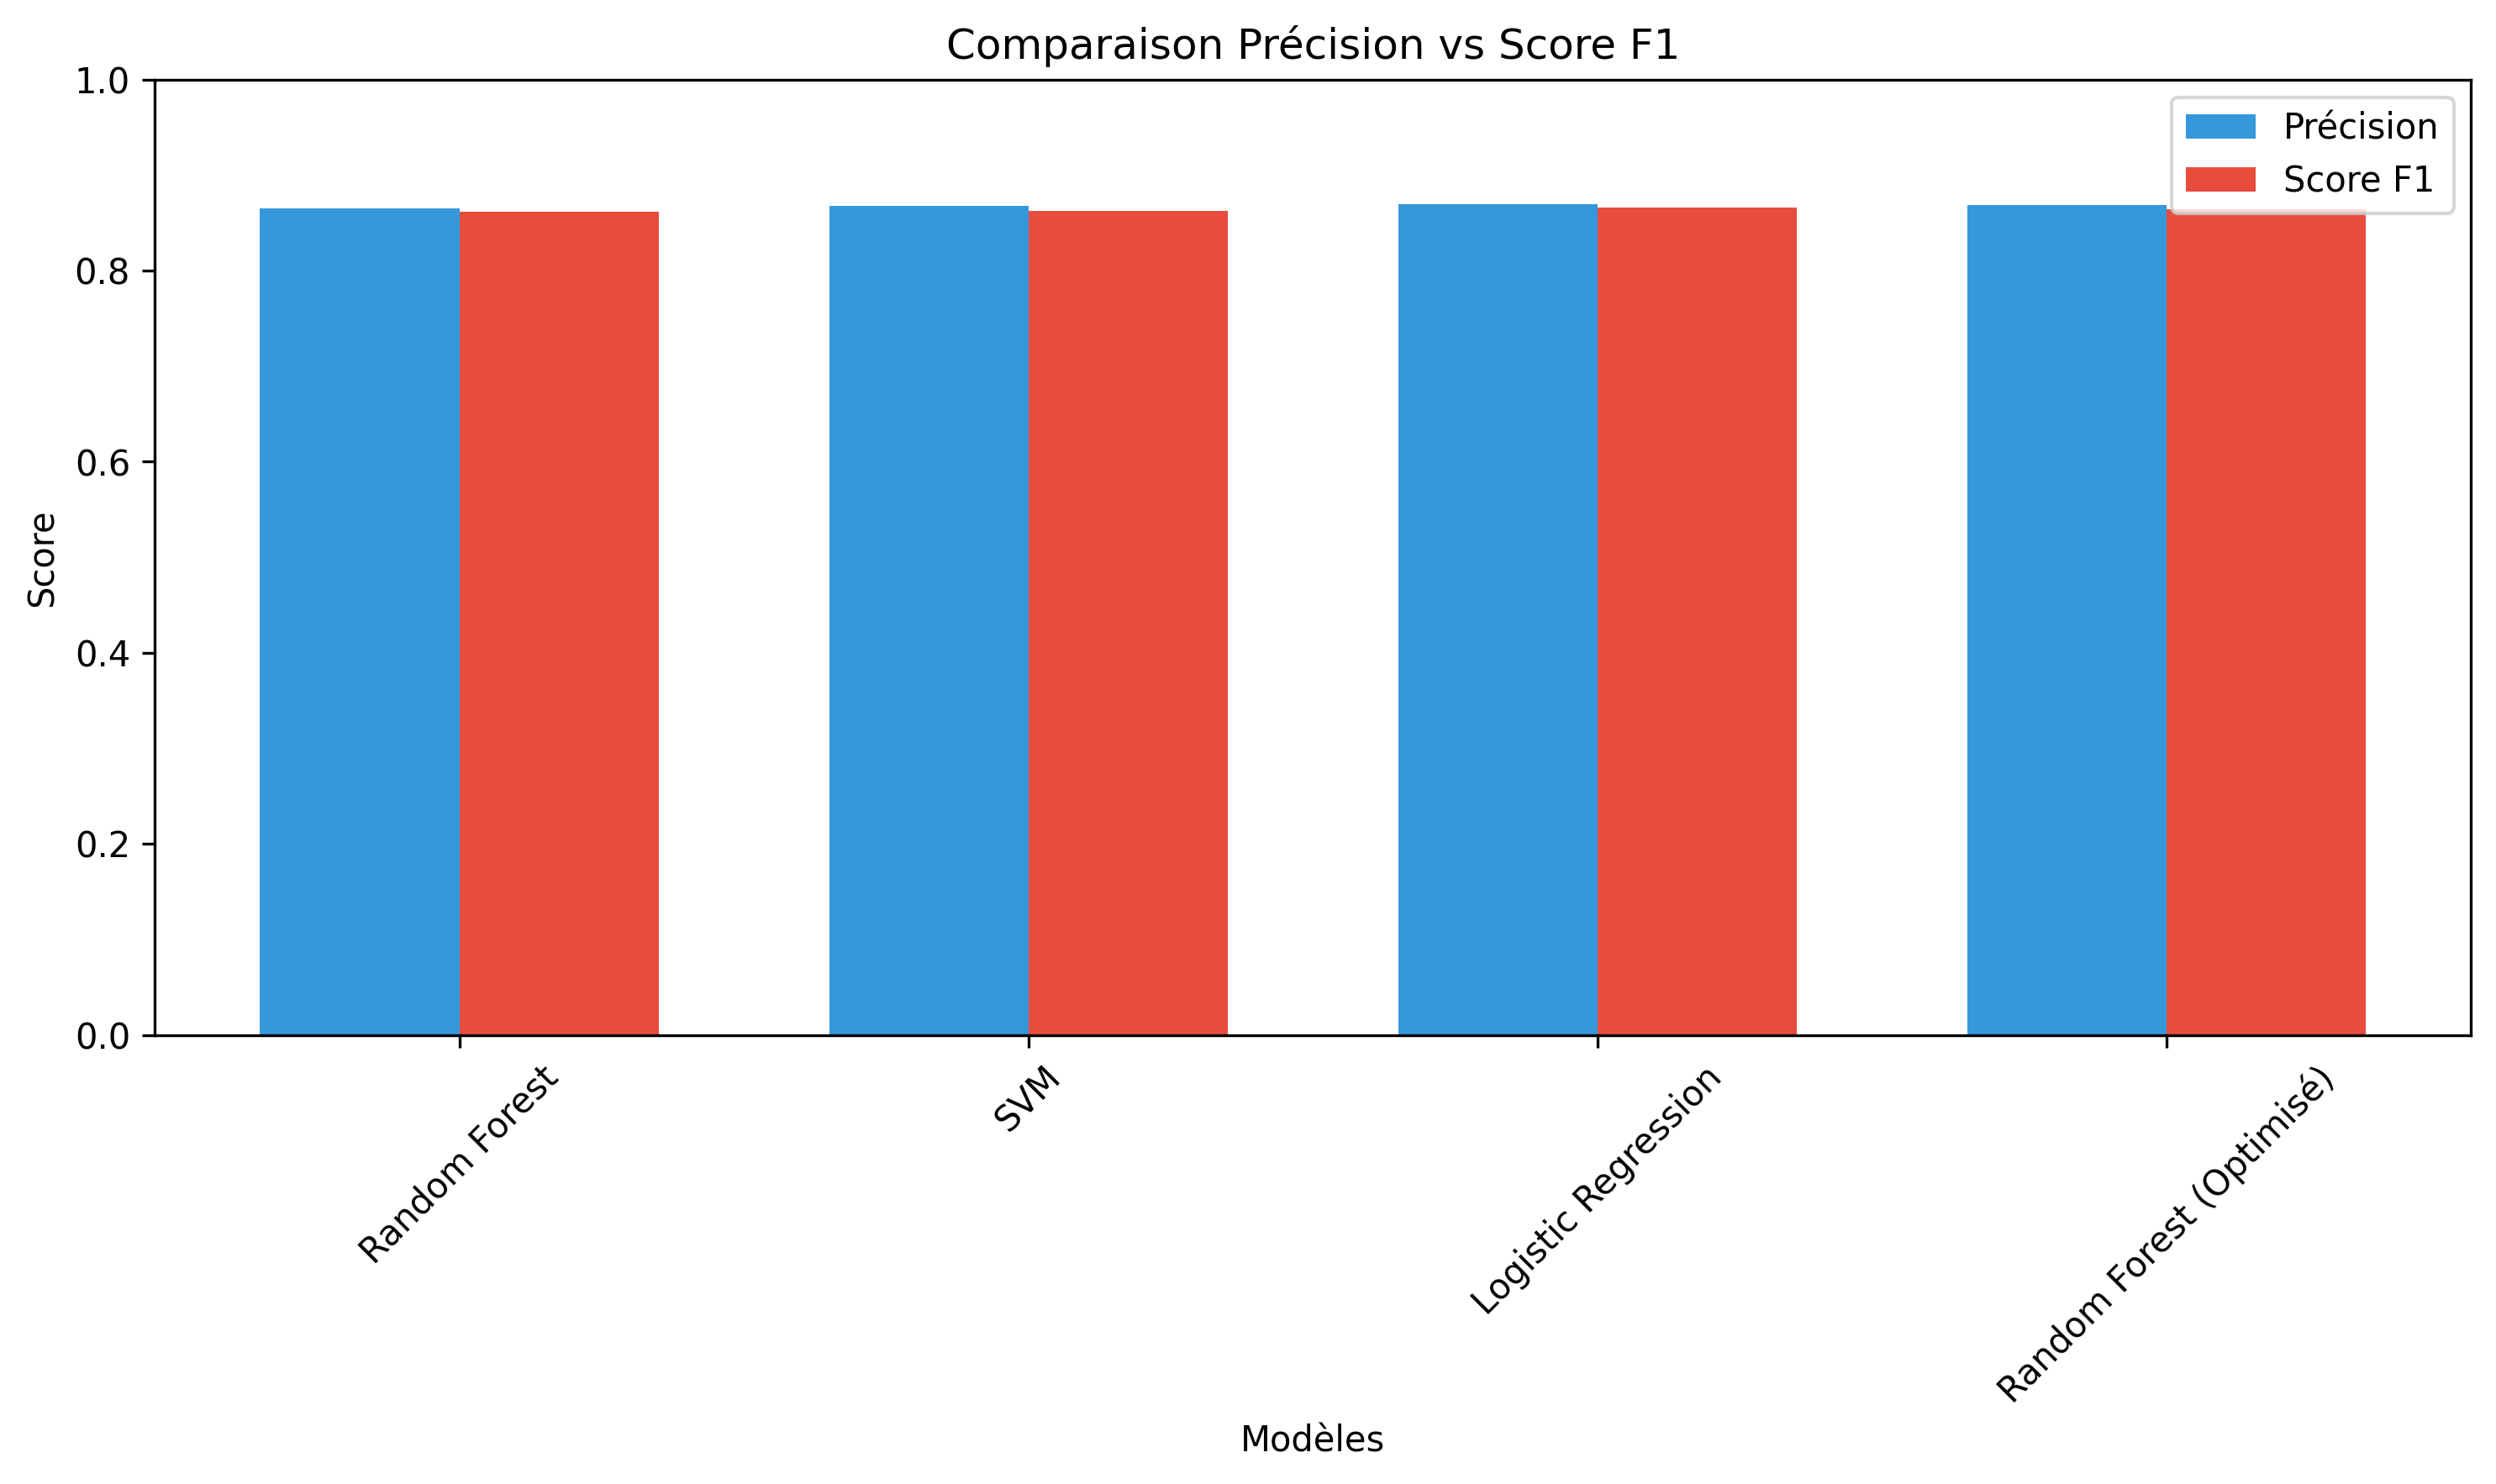 Comparaison Précision vs Score F1
1.0
0.8
0.6
0.4
0.2
0.0
Score
Précision
Score F1
Random Forest
SVM
Logistic Regression
Random Forest (Optimisé)
Modèles